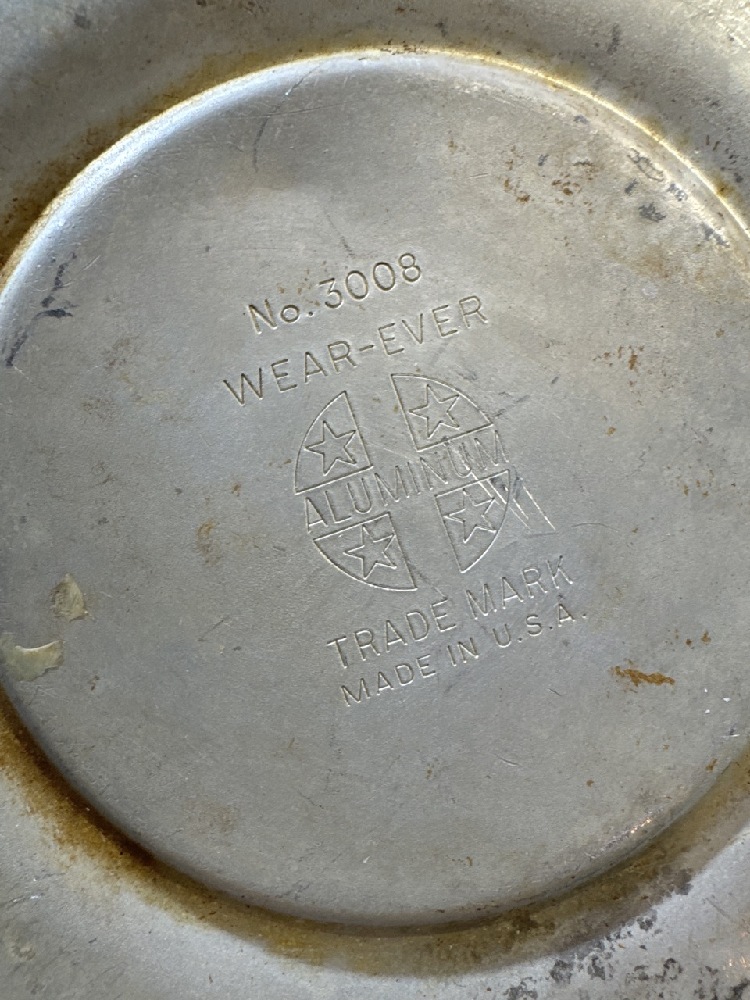 No. 3008
WEAR-EVER
ALUMINUM
TRADE MARK
MADE IN U.S.A.